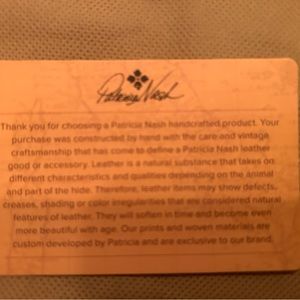 Patricia Nash
Thank you for choosing a Patricia Nash handcrafted product. Your
purchase was constructed by hand with the care and vintage
craftsmanship that has come to define a Patricia Nash leather
good or accessory. Leather is a natural substance that takes on
different characteristics and qualities depending on the animal
and part of the hide. Therefore, leather items may show defects,
creases, shading or color irregularities that are considered natural
features of leather. They will soften in time and become even
more beautiful with age. Our prints and woven materials are
custom developed by Patricia and are exclusive to our brand.